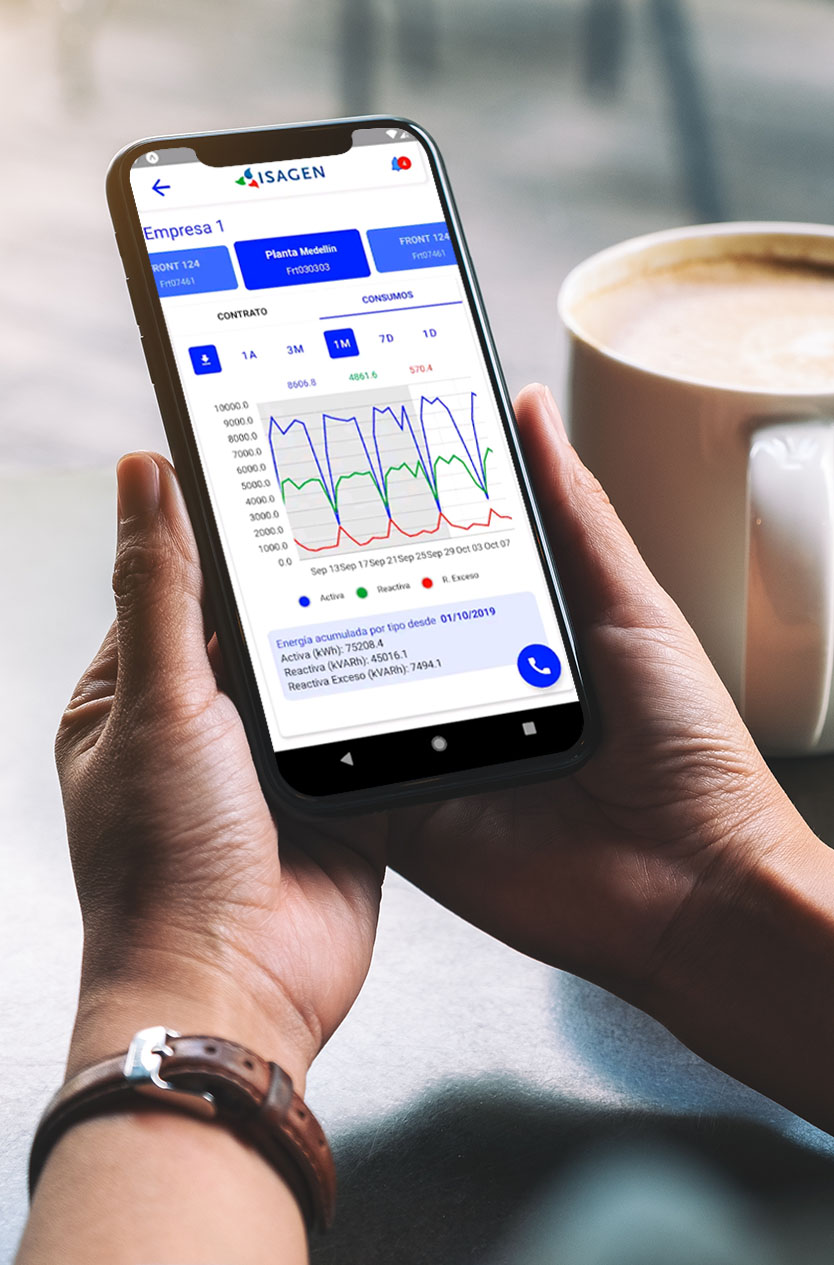 ISAGEN
4
Empresa 1
RONT 124
Frt07461
Planta Medellin
Frt030303
FRONT 124
Frt07461
CONTRATO
CONSUMOS
1A 3M 1M 7D 1D
8606.8 4861.6 570.4
10000.0
9000.0
8000.0
7000.0
6000.0
5000.0
4000.0
3000.0
2000.0
1000.0
0.0
Sep 13 Sep 17 Sep 21 Sep 25 Sep 29 Oct 03 Oct 07
Activa Reactiva R. Exceso
Energía acumulada por tipo desde 01/10/2019
Activa (kWh): 75208.4
Reactiva (kVARh): 45016.1
Reactiva Exceso (kVARh): 7494.1